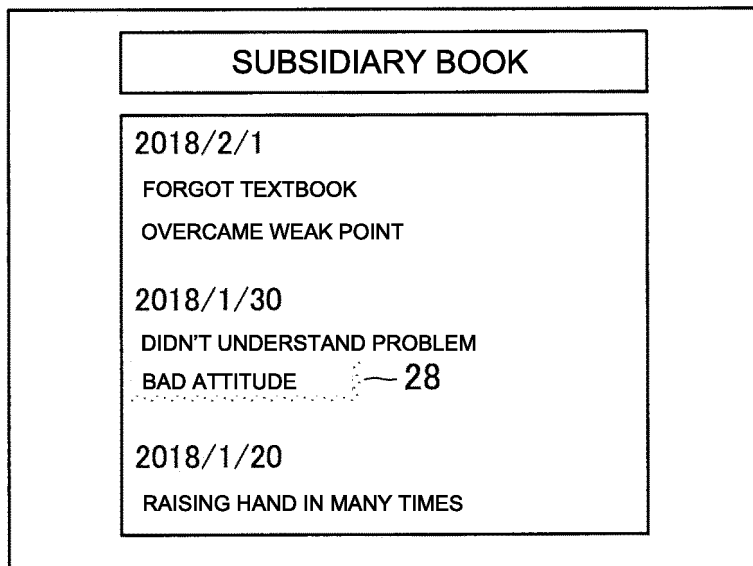 SUBSIDIARY BOOK
2018/2/1
FORGOT TEXTBOOK
OVERCAME WEAK POINT
2018/1/30
DIDN'T UNDERSTAND PROBLEM
BAD ATTITUDE 28
2018/1/20
RAISING HAND IN MANY TIMES